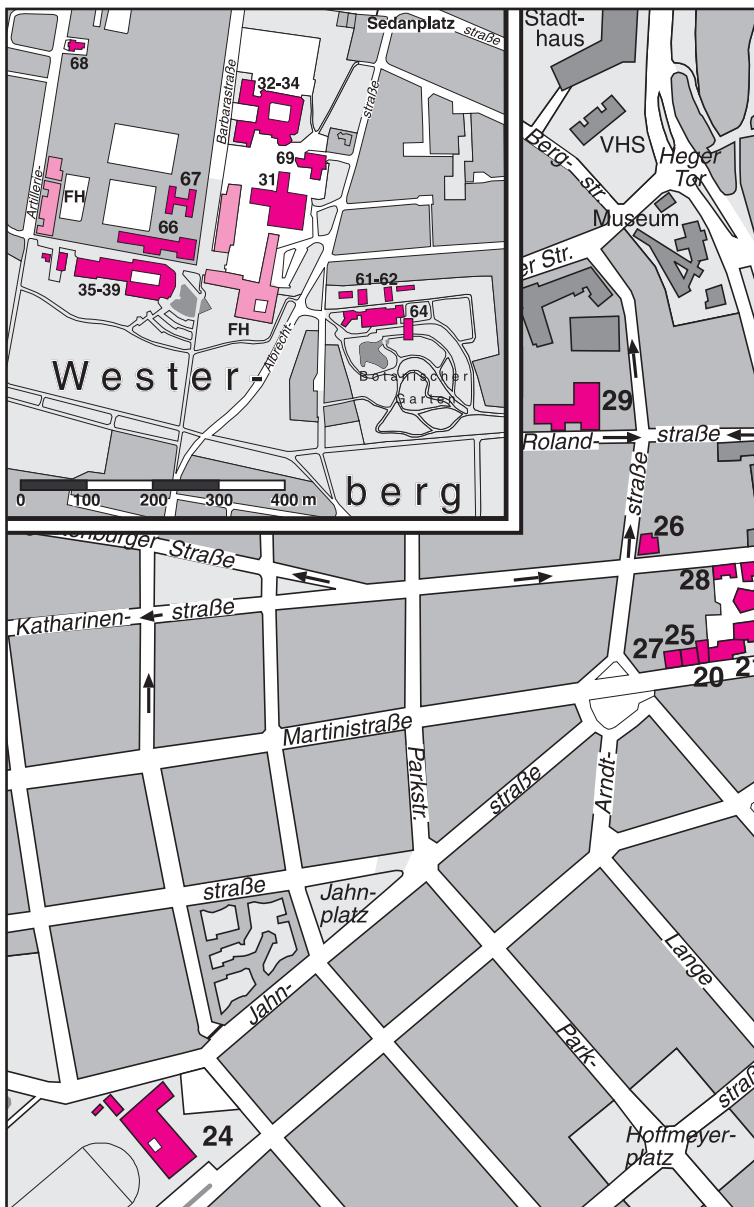 Sedanplatz
straße
68
32-34
Barbarastraße
straße
69
31
67
Artillerie-
FH
66
35-39
61-62
64
FH
Albrecht-
Wester-
Botanischer
Garten
0 100 200 300 400 m
berg
Stadt-
haus
VHS
Berg-
str.
Heger
Tor
Museum
er Str.
29
Roland-
straße
straße
26
burger Straße
28
Katharinen-
straße
27
25
20
Martinistraße
Parkstr.
straße
Arndt-
straße
Jahn-
platz
Lange
Jahn-
Park-
straß
24
Hoffmeyer-
platz